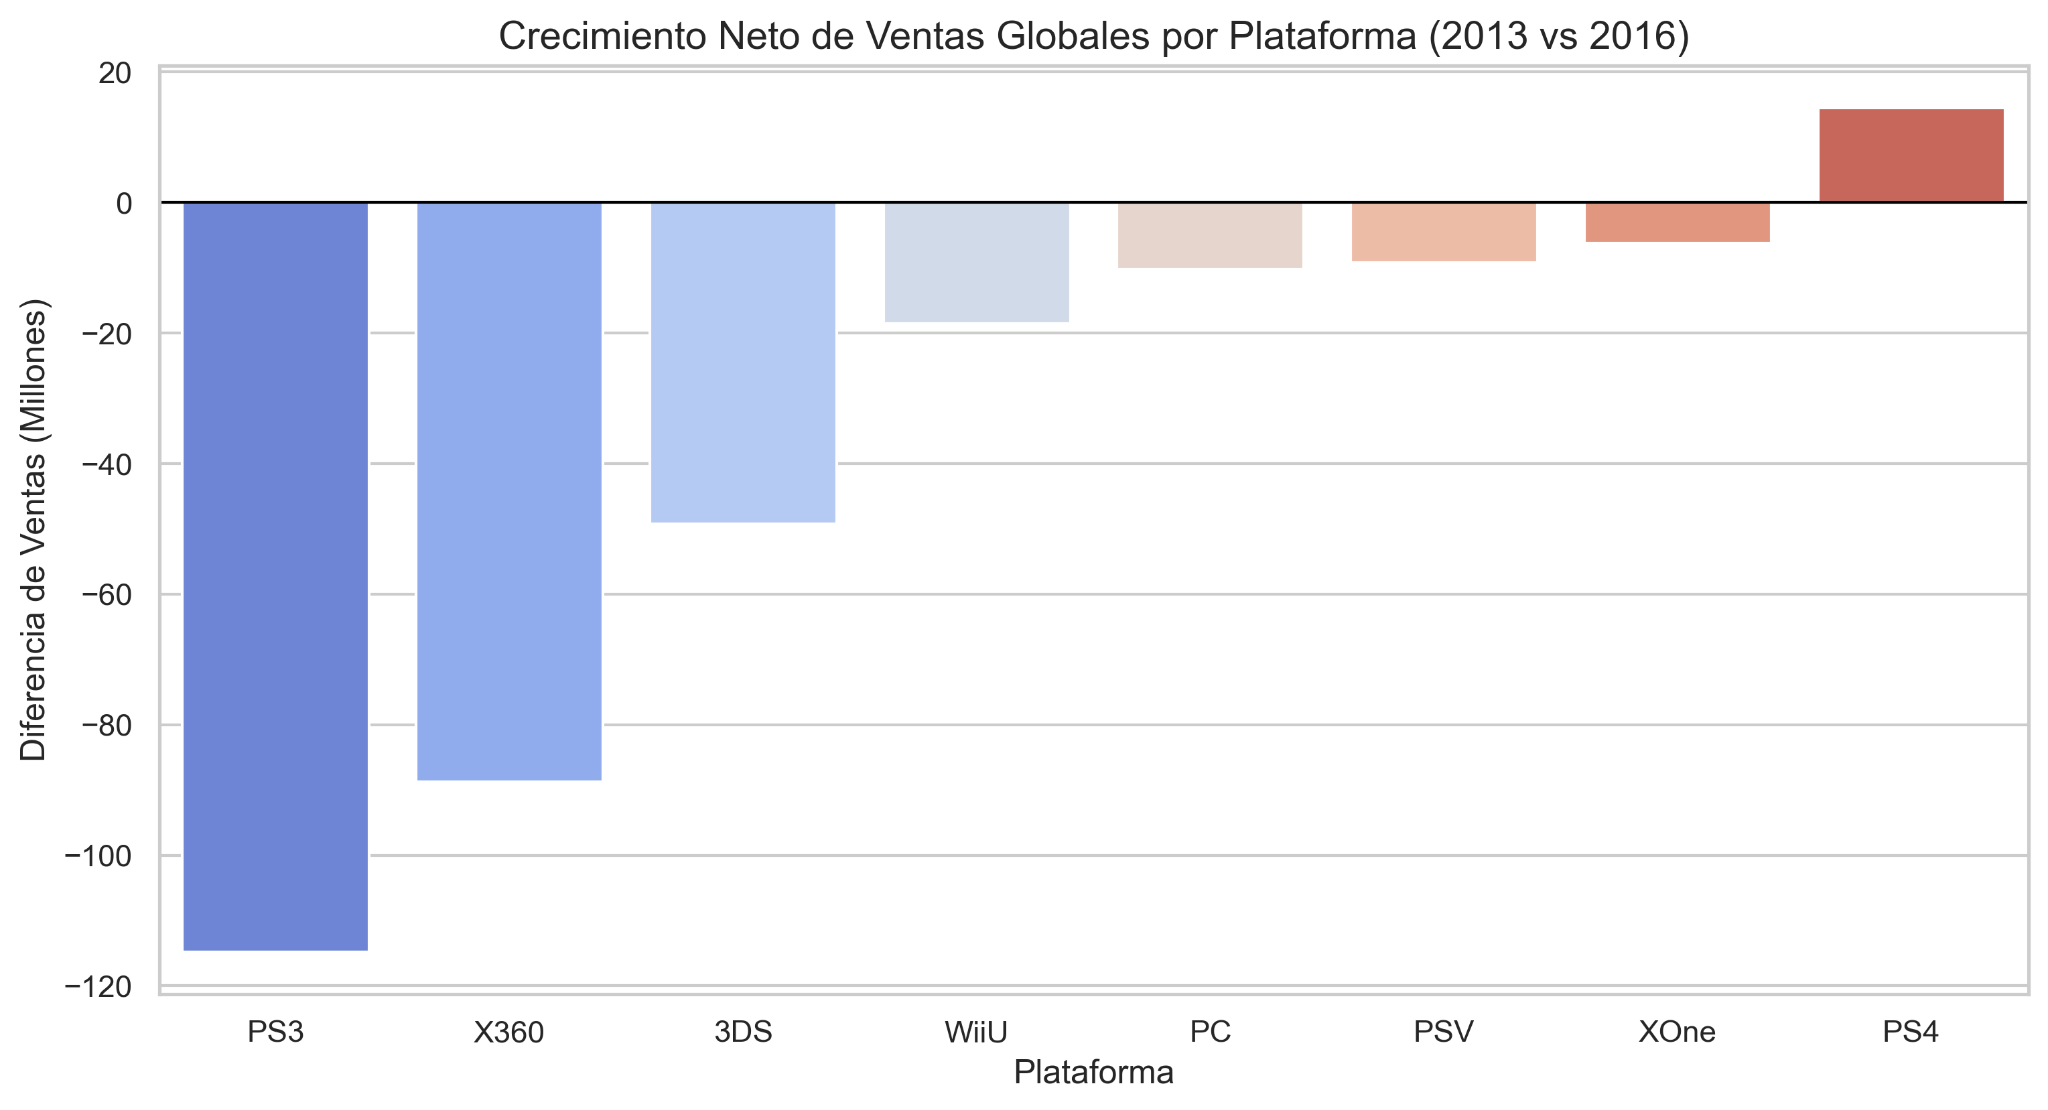 Crecimiento Neto de Ventas Globales por Plataforma (2013 vs 2016)
Diferencia de Ventas (Millones)
20
0
−20
−40
−60
−80
−100
−120
PS3 X360 3DS WiiU PC PSV XOne PS4
Plataforma